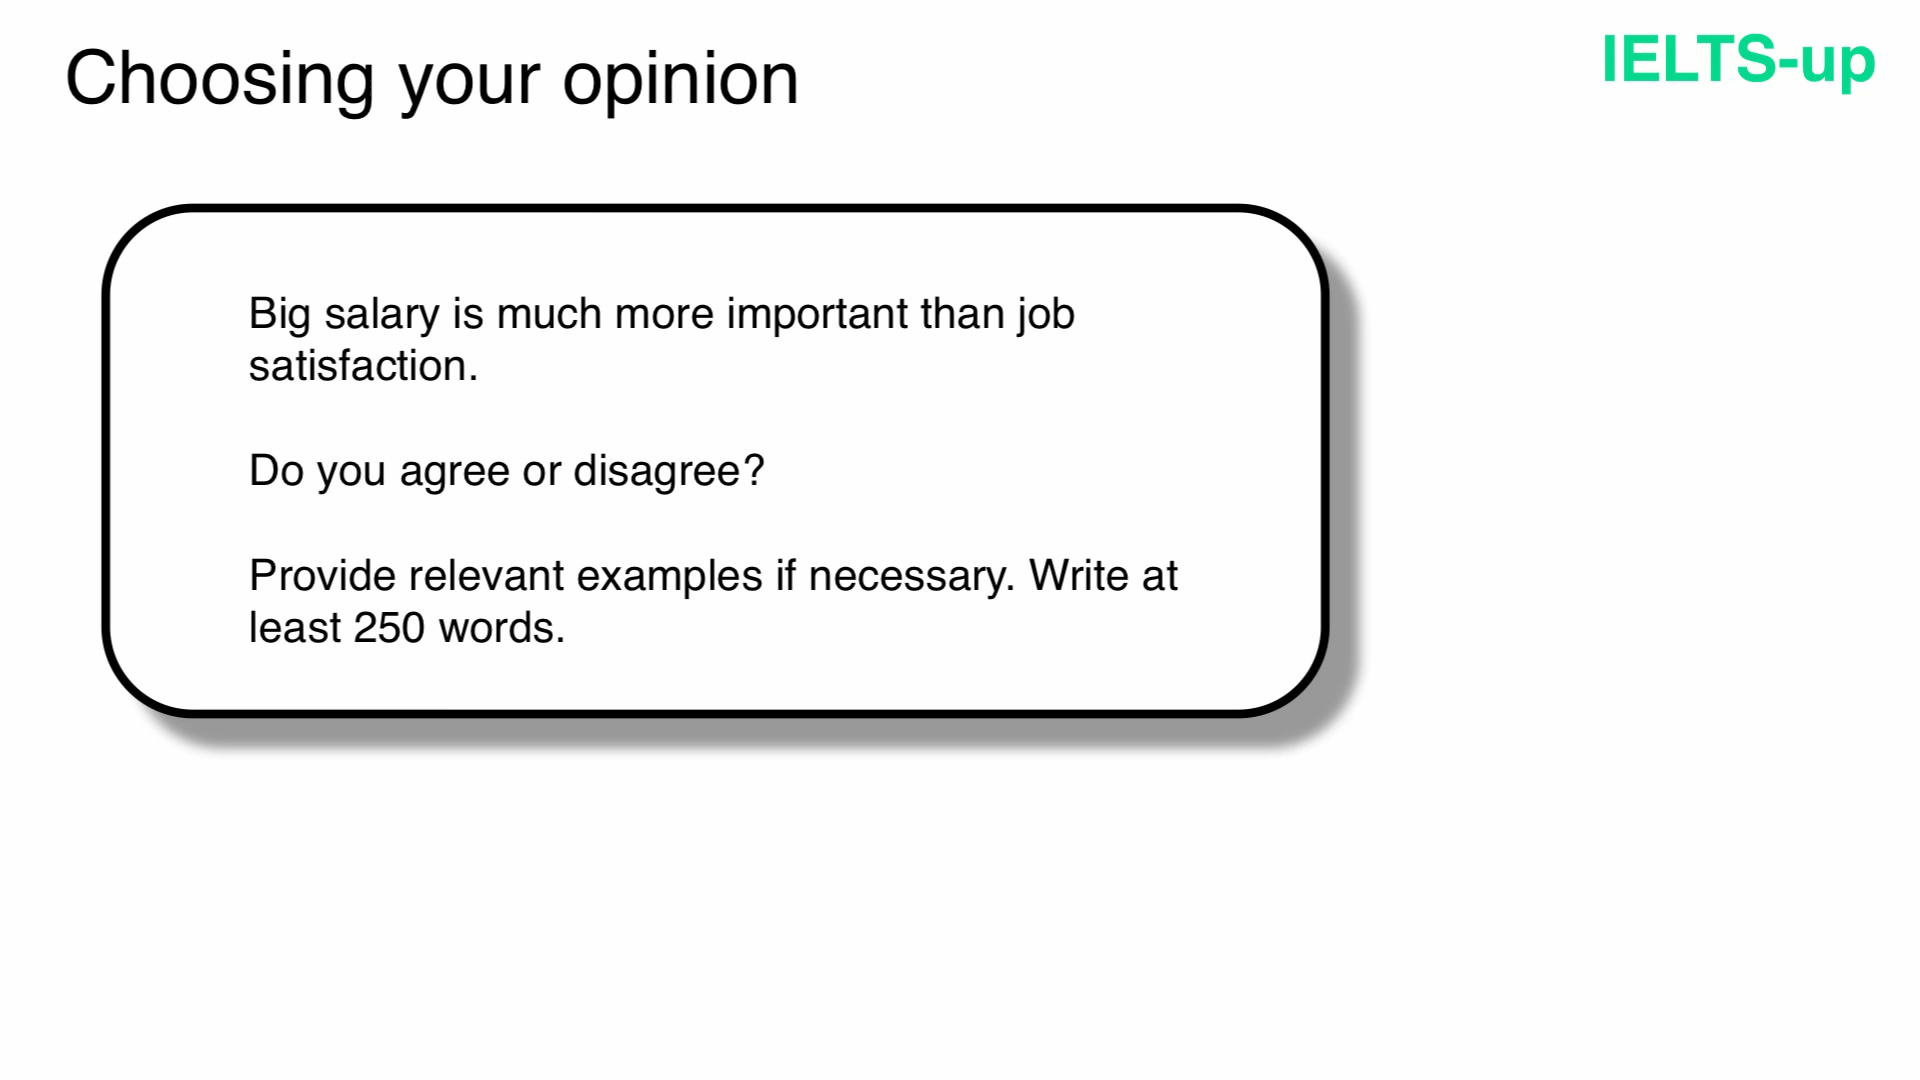 Choosing your opinion
IELTS-up
Big salary is much more important than job
satisfaction.
Do you agree or disagree?
Provide relevant examples if necessary. Write at
least 250 words.